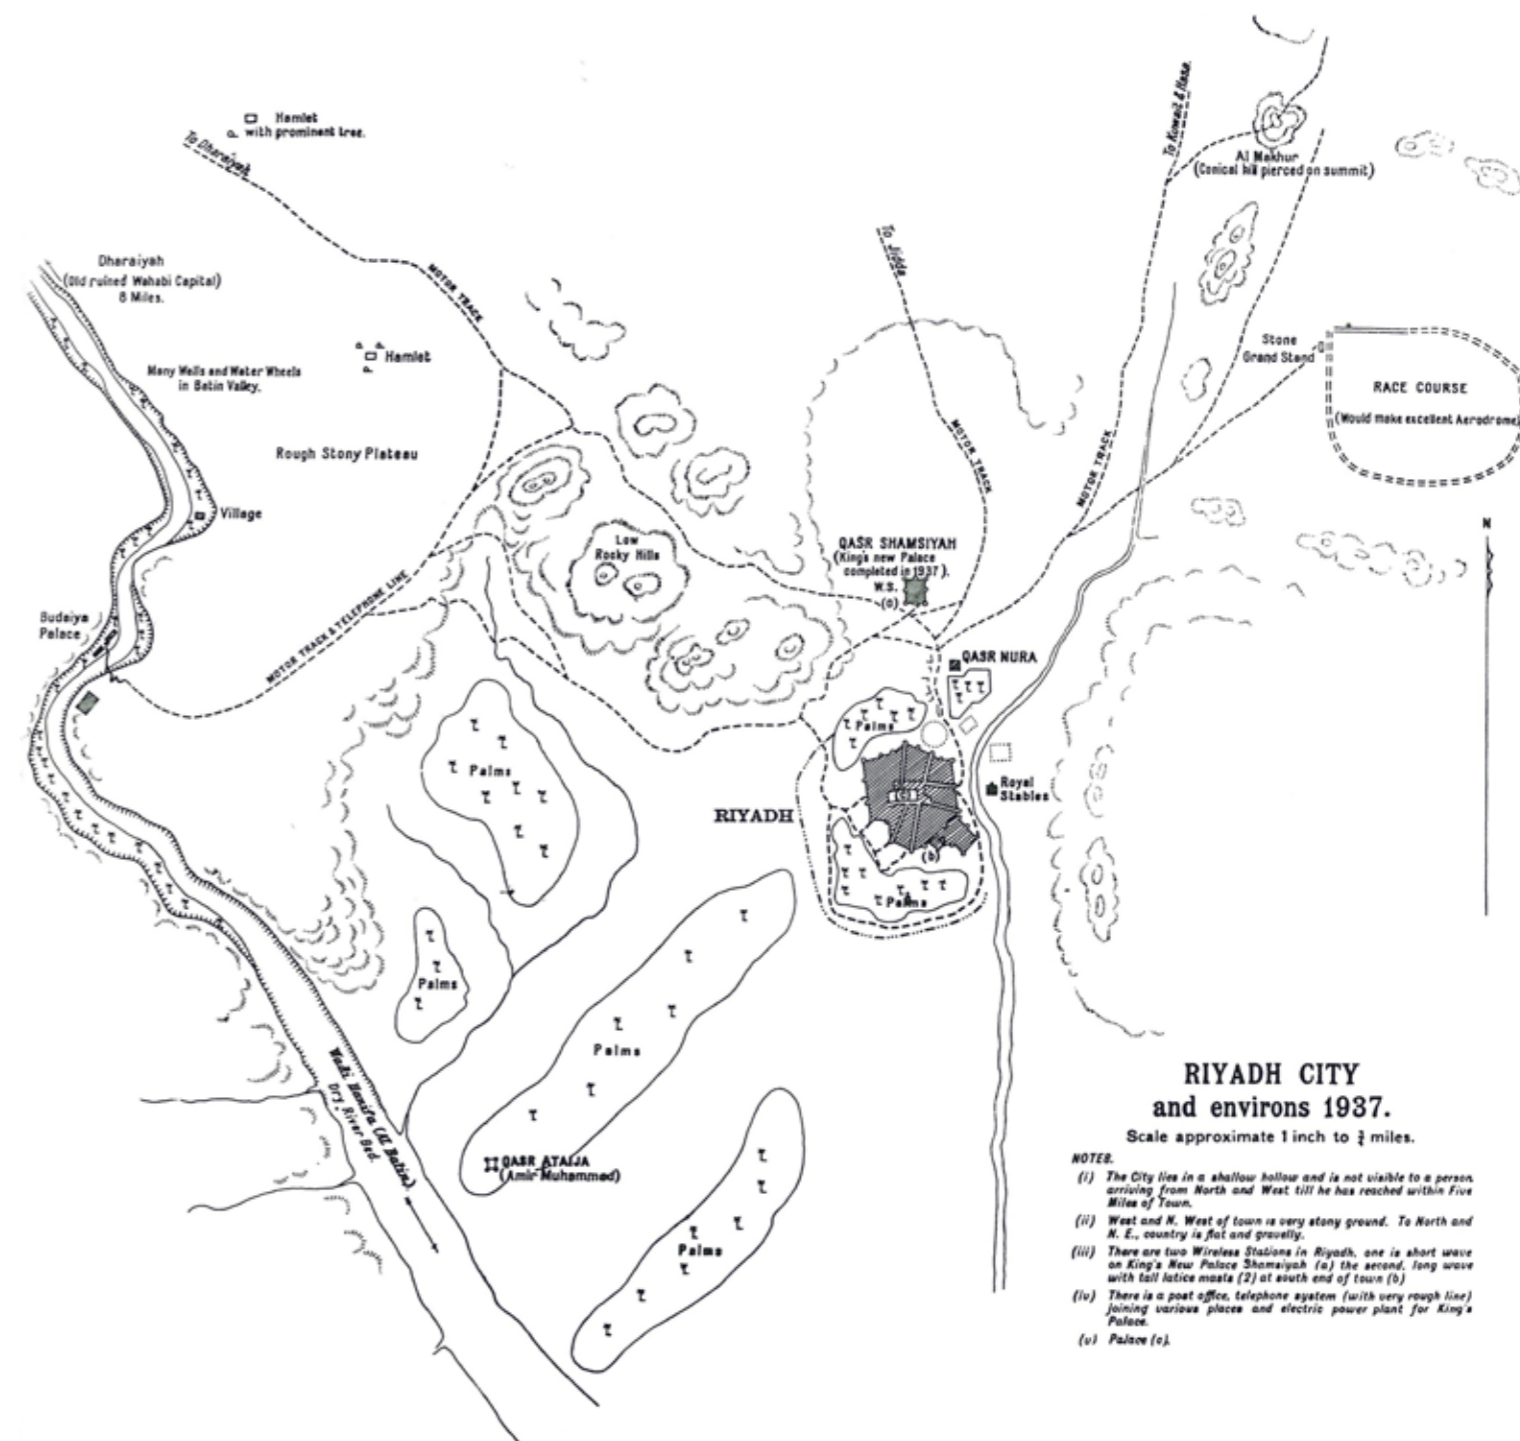 To Kuwait & Hasa.
Hamlet
with prominent tree.
To Dharaiyah
Al Makhur
(Conical hill pierced on summit)
Dharaiyah
(Old ruined Wahabi Capital)
8 Miles.
To Jidda
MOTOR TRACK
Stone
Grand Stand
Hamlet
Many Wells and Water Wheels
in Batin Valley.
RACE COURSE
(Would make excellent Aerodrome)
Rough Stony Plateau
MOTOR TRACK
MOTOR TRACK
Village
N
Low
Rocky Hills
QASR SHAMSIYAH
(King's new Palace
completed in 1937).
W.S.
(a)
Budaiya
Palace
MOTOR TRACK & TELEPHONE LINE
QASR NURA
Palms
Palms
Royal
Stables
(c)
RIYADH
(b)
Palms
Palms
Palms
Wadi Hanifa (Al Batin)
Dry River Bed.
QASR ATAIJA
(Amir Muhammed)
Palms
RIYADH CITY
and environs 1937.
Scale approximate 1 inch to ¾ miles.
NOTES.
(i) The City lies in a shallow hollow and is not visible to a person
arriving from North and West till he has reached within Five
Miles of Town.
(ii) West and N. West of town is very stony ground. To North and
N. E., country is flat and gravelly.
(iii) There are two Wireless Stations in Riyadh, one is short wave
on King's New Palace Shamsiyah (a) the second, long wave
with tall latice masts (2) at south end of town (b)
(iv) There is a post office, telephone system (with very rough line)
joining various places and electric power plant for King's
Palace.
(v) Palace (c).